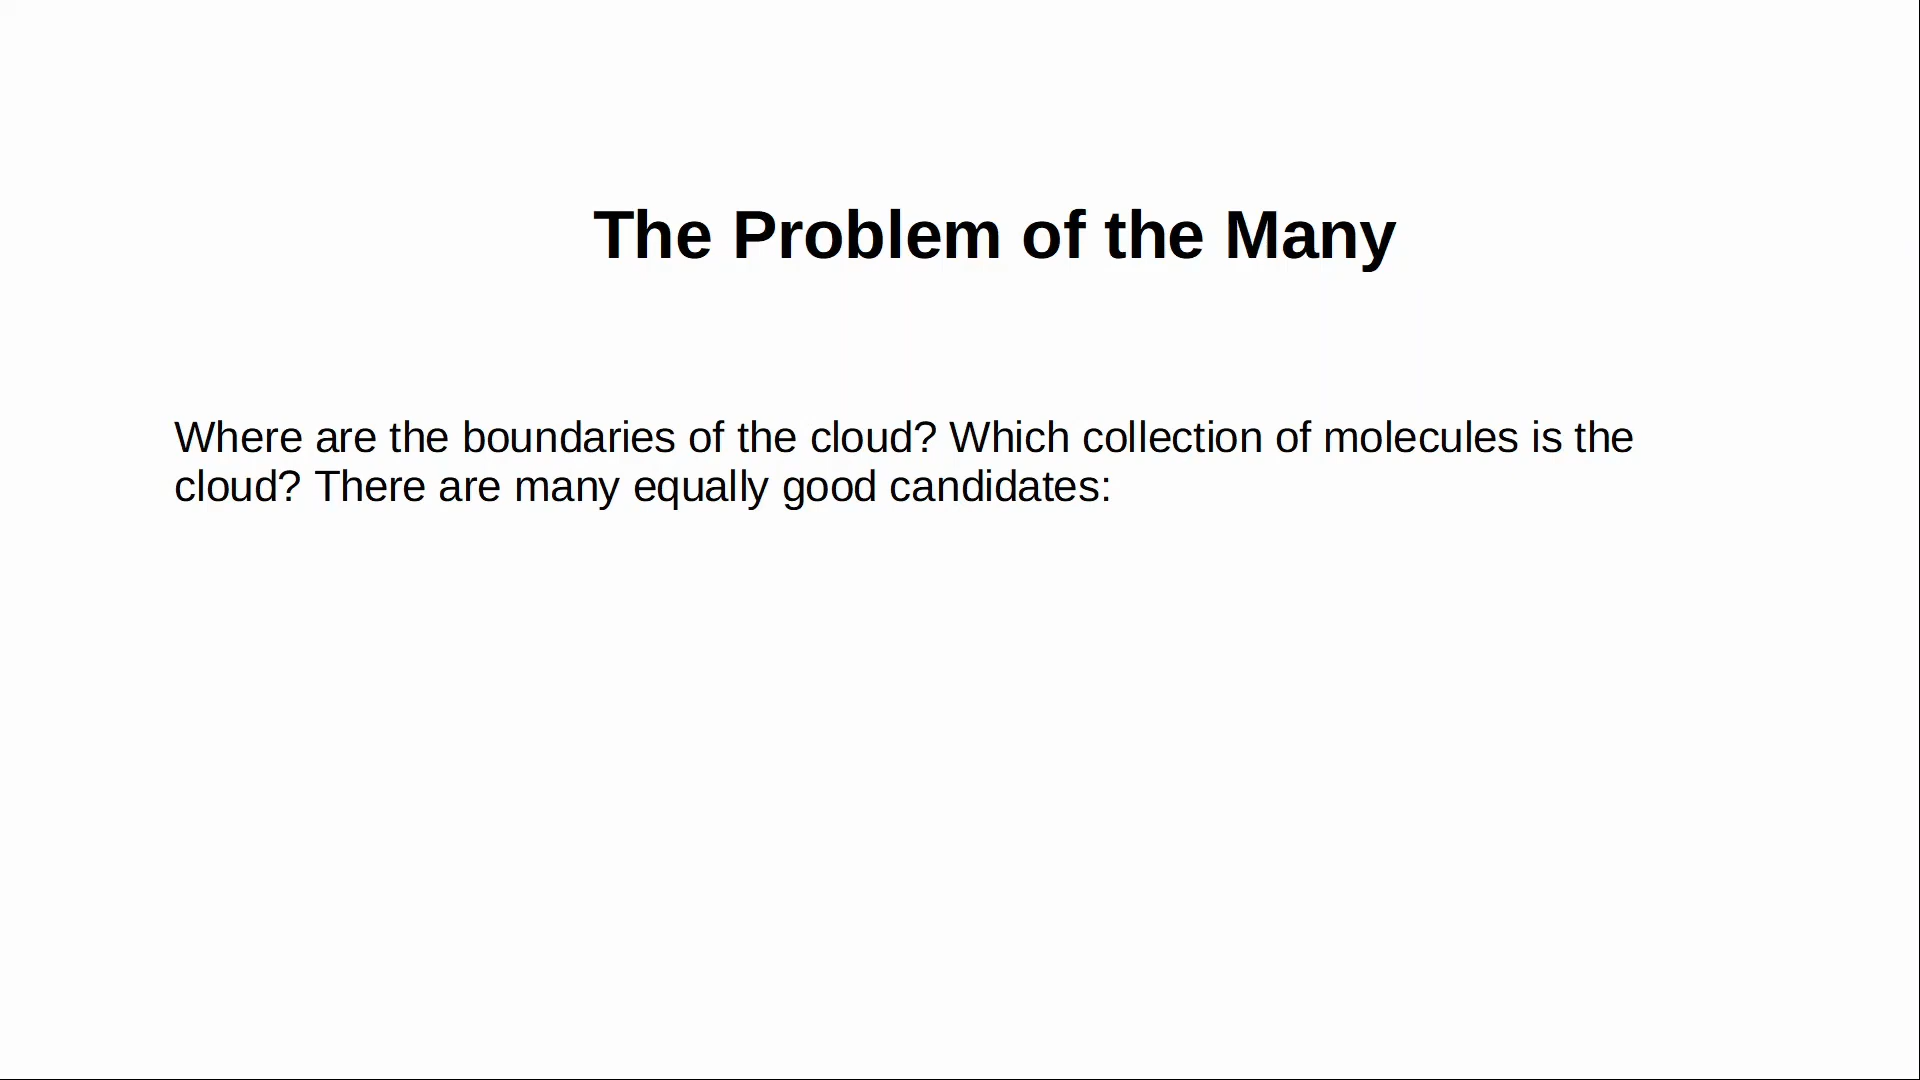 The Problem of the Many
Where are the boundaries of the cloud? Which collection of molecules is the
cloud? There are many equally good candidates: